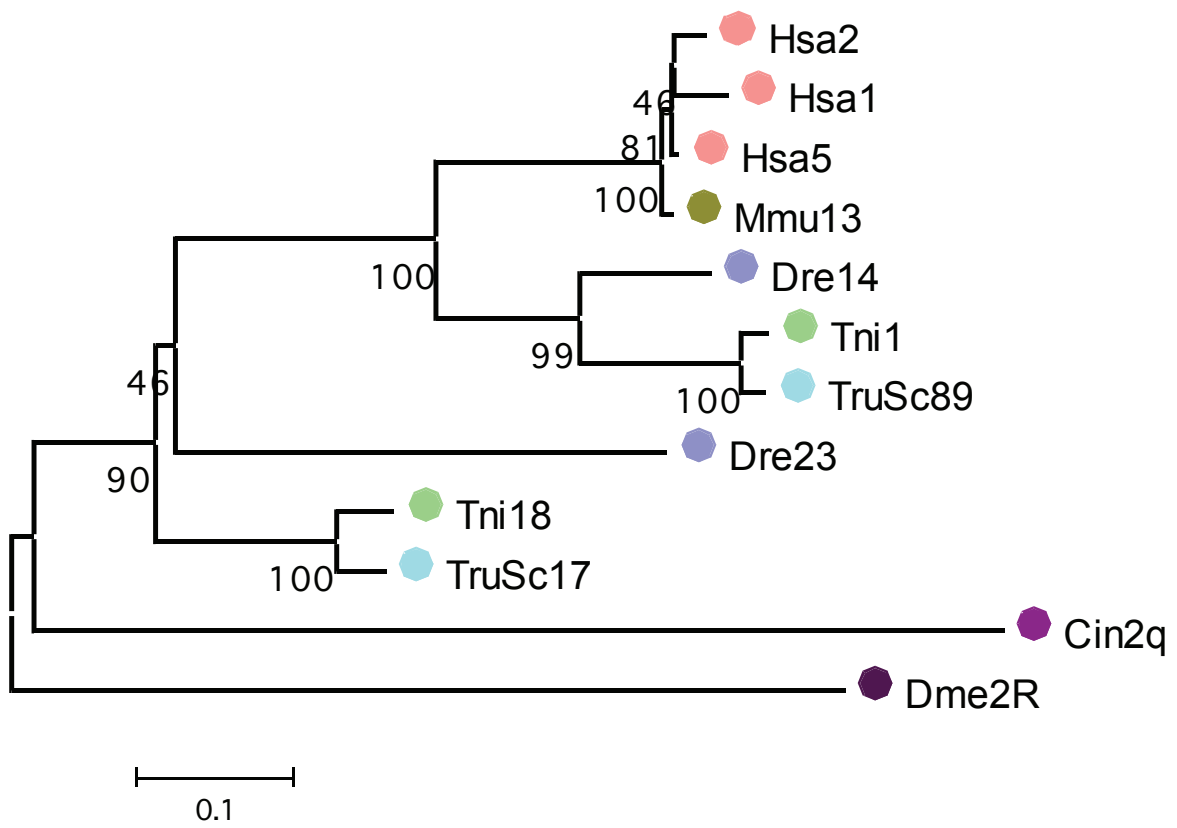 Hsa2
Hsa1
46
81
Hsa5
100
Mmu13
100
Dre14
Tni1
99
100
TruSc89
46
Dre23
90
Tni18
100
TruSc17
Cin2q
Dme2R
0.1